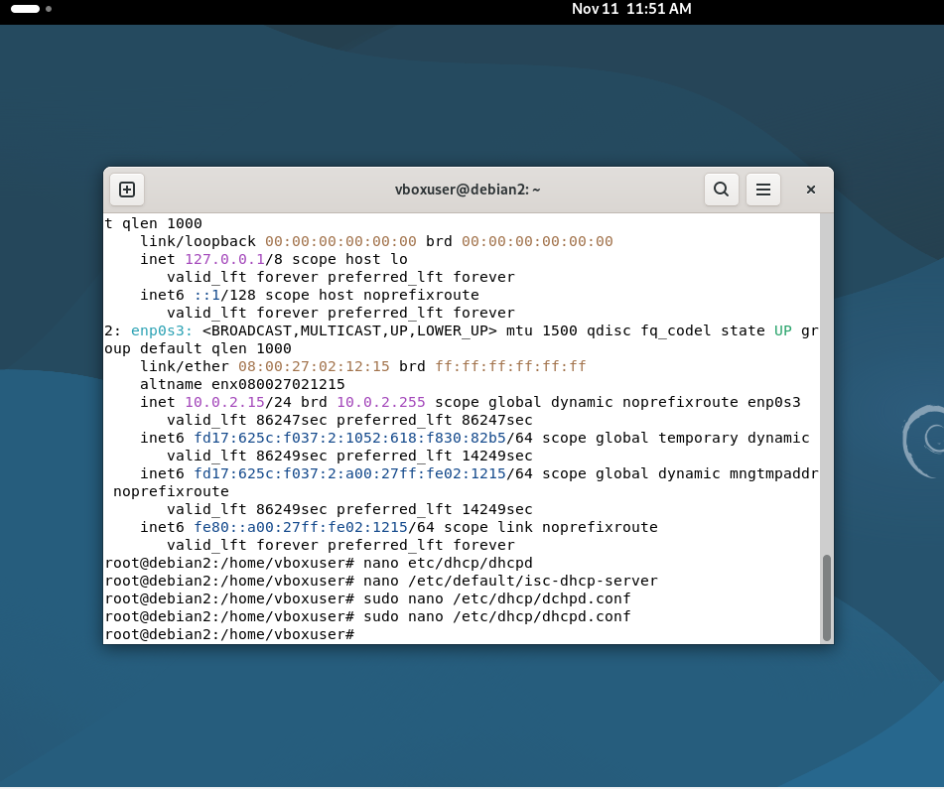 Nov 11 11:51 AM
vboxuser@debian2: ~
t qlen 1000
    link/loopback 00:00:00:00:00:00 brd 00:00:00:00:00:00
    inet 127.0.0.1/8 scope host lo
       valid_lft forever preferred_lft forever
    inet6 ::1/128 scope host noprefixroute
       valid_lft forever preferred_lft forever
2: enp0s3: <BROADCAST,MULTICAST,UP,LOWER_UP> mtu 1500 qdisc fq_codel state UP gr
oup default qlen 1000
    link/ether 08:00:27:02:12:15 brd ff:ff:ff:ff:ff:ff
    altname enx080027021215
    inet 10.0.2.15/24 brd 10.0.2.255 scope global dynamic noprefixroute enp0s3
       valid_lft 86247sec preferred_lft 86247sec
    inet6 fd17:625c:f037:2:1052:618:f830:82b5/64 scope global temporary dynamic
       valid_lft 86249sec preferred_lft 14249sec
    inet6 fd17:625c:f037:2:a00:27ff:fe02:1215/64 scope global dynamic mngtmpaddr
 noprefixroute
       valid_lft 86249sec preferred_lft 14249sec
    inet6 fe80::a00:27ff:fe02:1215/64 scope link noprefixroute
       valid_lft forever preferred_lft forever
root@debian2:/home/vboxuser# nano etc/dhcp/dhcpd
root@debian2:/home/vboxuser# nano /etc/default/isc-dhcp-server
root@debian2:/home/vboxuser# sudo nano /etc/dhcp/dchpd.conf
root@debian2:/home/vboxuser# sudo nano /etc/dhcp/dhcpd.conf
root@debian2:/home/vboxuser#